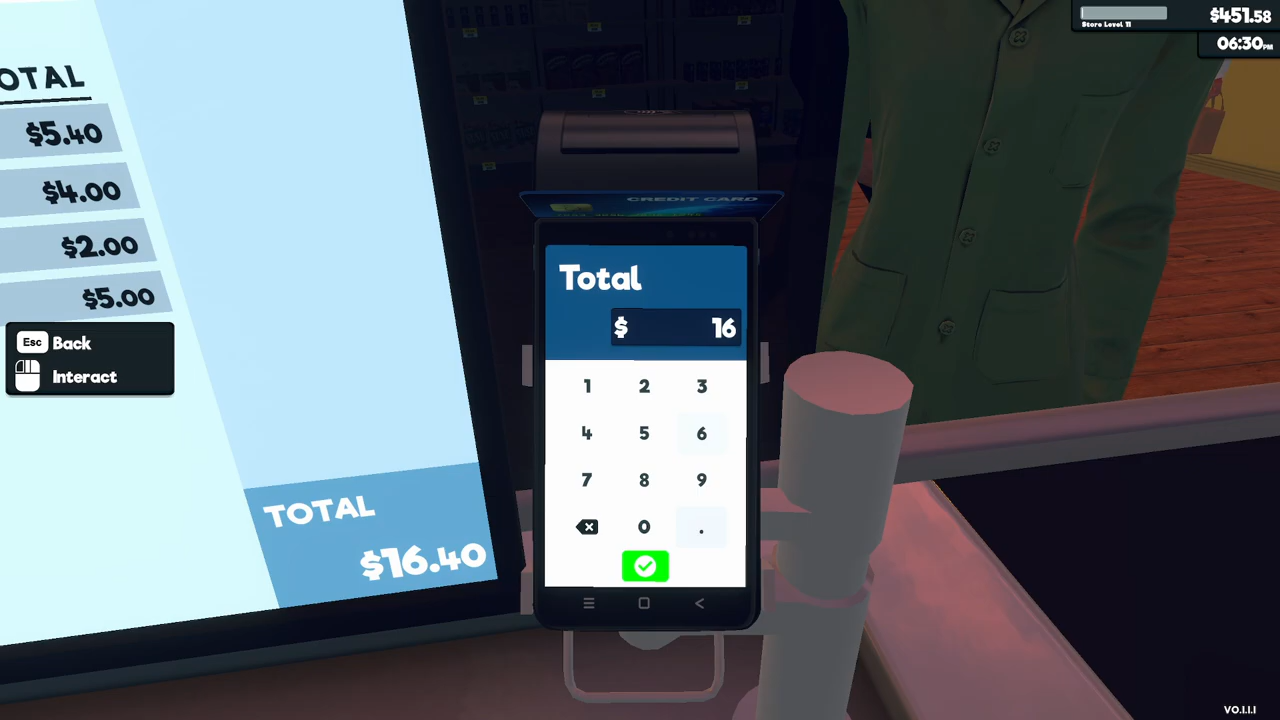 OTAL
$5.40
$4.00
$2.00
$5.00
Esc Back
Interact
TOTAL
$16.40
CREDIT CARD
Total
$ 16
1 2 3
4 5 6
7 8 9
0 .
Store Level 11
$451.58
06:30PM
V0.1.1.1